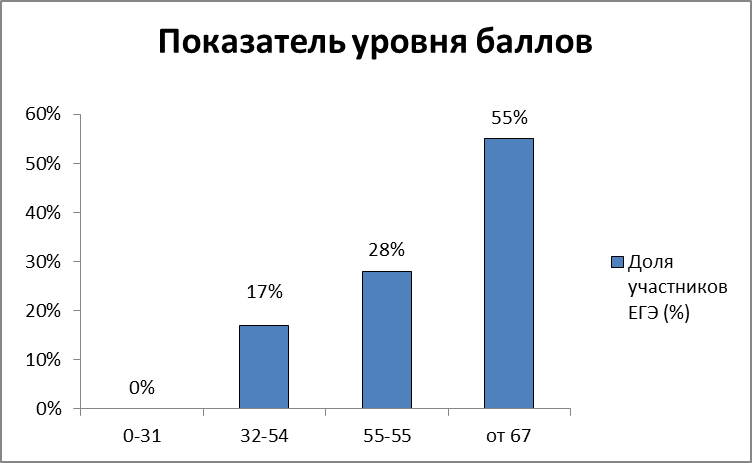 Показатель уровня баллов
60%
50%
40%
30%
20%
10%
0%
0%
17%
28%
55%
0-31
32-54
55-55
от 67
Доля
участников
ЕГЭ (%)